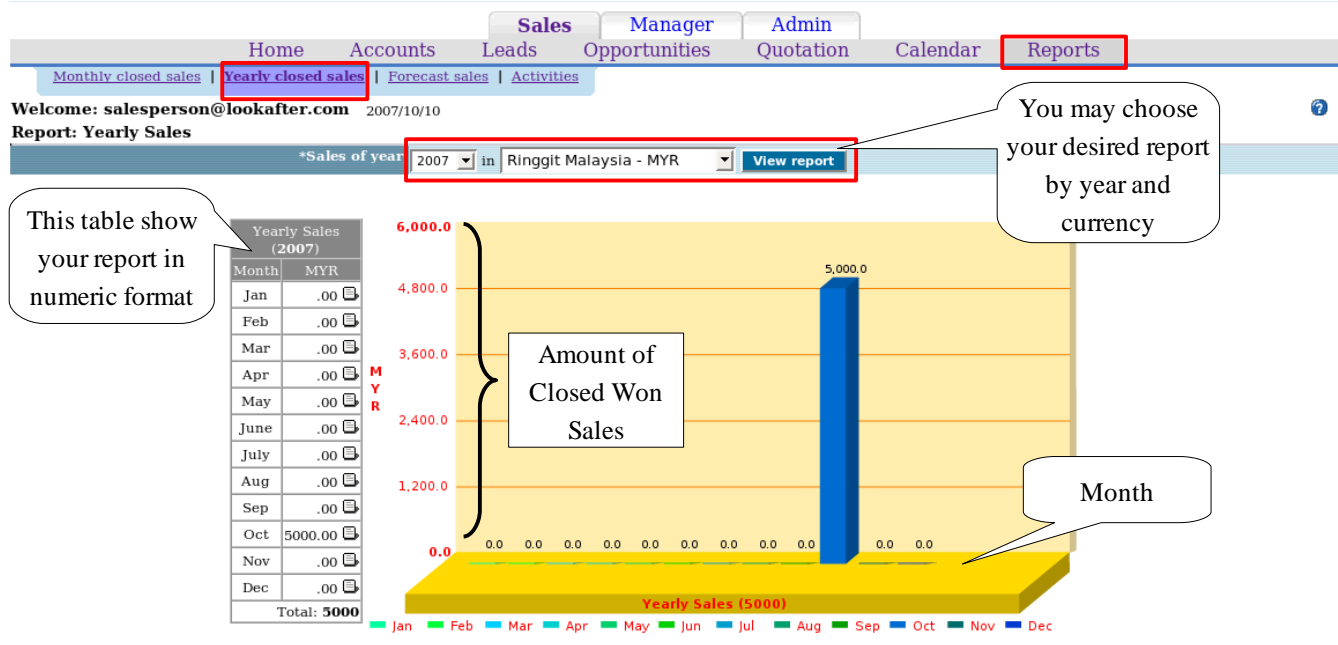 Sales Manager Admin
Home Accounts Leads Opportunities Quotation Calendar Reports
Monthly closed sales | Yearly closed sales | Forecast sales | Activities
Welcome: salesperson@lookafter.com 2007/10/10
Report: Yearly Sales
*Sales of year 2007 in Ringgit Malaysia - MYR View report
You may choose
your desired report
by year and
currency
This table show
your report in
numeric format
Yearly Sales
(2007)
Month MYR
Jan .00
Feb .00
Mar .00
Apr .00
May .00
June .00
July .00
Aug .00
Sep .00
Oct 5000.00
Nov .00
Dec .00
Total: 5000
M
Y
R
6,000.0
4,800.0
3,600.0
2,400.0
1,200.0
0.0
5,000.0
Amount of
Closed Won
Sales
Month
0.0 0.0 0.0 0.0 0.0 0.0 0.0 0.0 0.0 0.0 0.0
Yearly Sales (5000)
Jan Feb Mar Apr May Jun Jul Aug Sep Oct Nov Dec